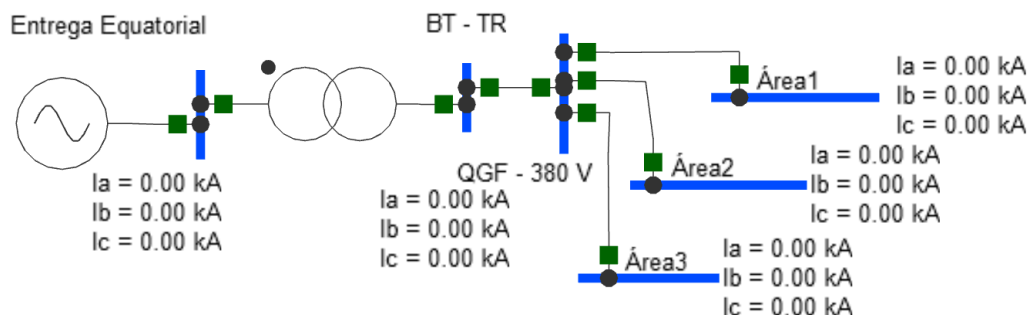 Entrega Equatorial
BT - TR
Área1
Ia = 0.00 kA
Ib = 0.00 kA
Ic = 0.00 kA
Área2
Ia = 0.00 kA
Ib = 0.00 kA
Ic = 0.00 kA
QGF - 380 V
Ia = 0.00 kA
Ib = 0.00 kA
Ic = 0.00 kA
Ia = 0.00 kA
Ib = 0.00 kA
Ic = 0.00 kA
Área3
Ia = 0.00 kA
Ib = 0.00 kA
Ic = 0.00 kA